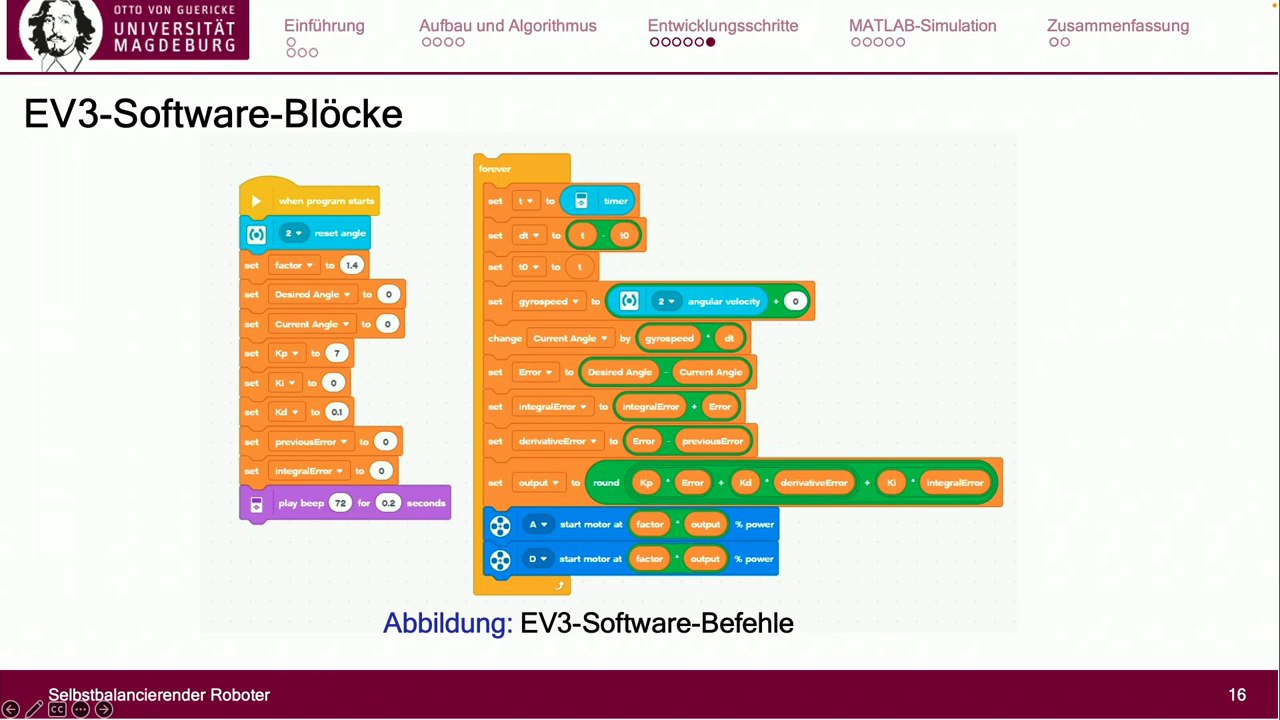 OTTO VON GUERICKE
UNIVERSITÄT
MAGDEBURG
Einführung
Aufbau und Algorithmus
Entwicklungsschritte
MATLAB-Simulation
Zusammenfassung
EV3-Software-Blöcke
when program starts
2 reset angle
set factor to 1.4
set Desired Angle to 0
set Current Angle to 0
set Kp to 7
set Ki to 0
set Kd to 0.1
set previousError to 0
set integralError to 0
play beep 72 for 0.2 seconds
forever
set t to timer
set dt to t - t0
set t0 to t
set gyrospeed to 2 angular velocity + 0
change Current Angle by gyrospeed * dt
set Error to Desired Angle - Current Angle
set integralError to integralError + Error
set derivativeError to Error - previousError
set output to round Kp * Error + Kd * derivativeError + Ki * integralError
A start motor at factor * output % power
D start motor at factor * output % power
Abbildung: EV3-Software-Befehle
Selbstbalancierender Roboter
16
CC